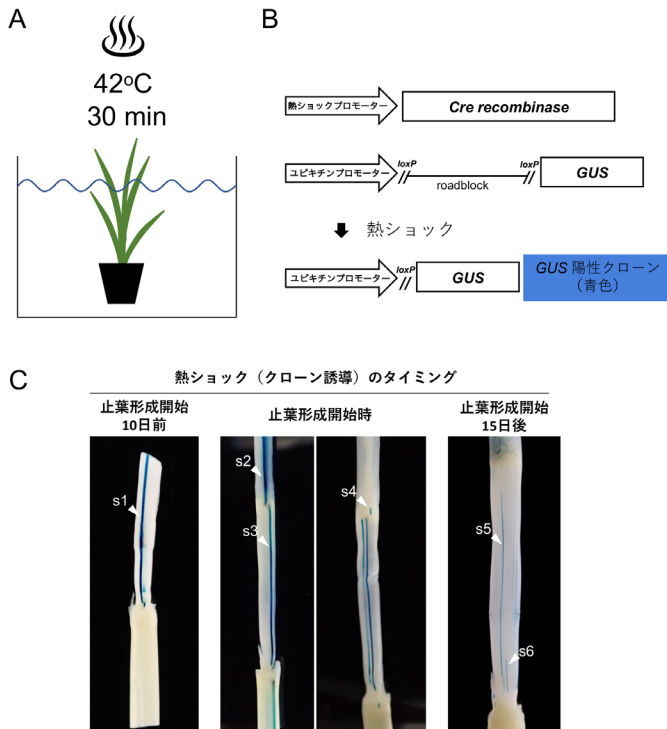 A
42°C
30 min
B
熱ショックプロモーター
Cre recombinase
ユビキチンプロモーター
loxP
roadblock
loxP
GUS
熱ショック
ユビキチンプロモーター
loxP
GUS
GUS 陽性クローン
（青色）
C
熱ショック（クローン誘導）のタイミング
止葉形成開始
10日前
止葉形成開始時
止葉形成開始
15日後
s1
s2
s3
s4
s5
s6